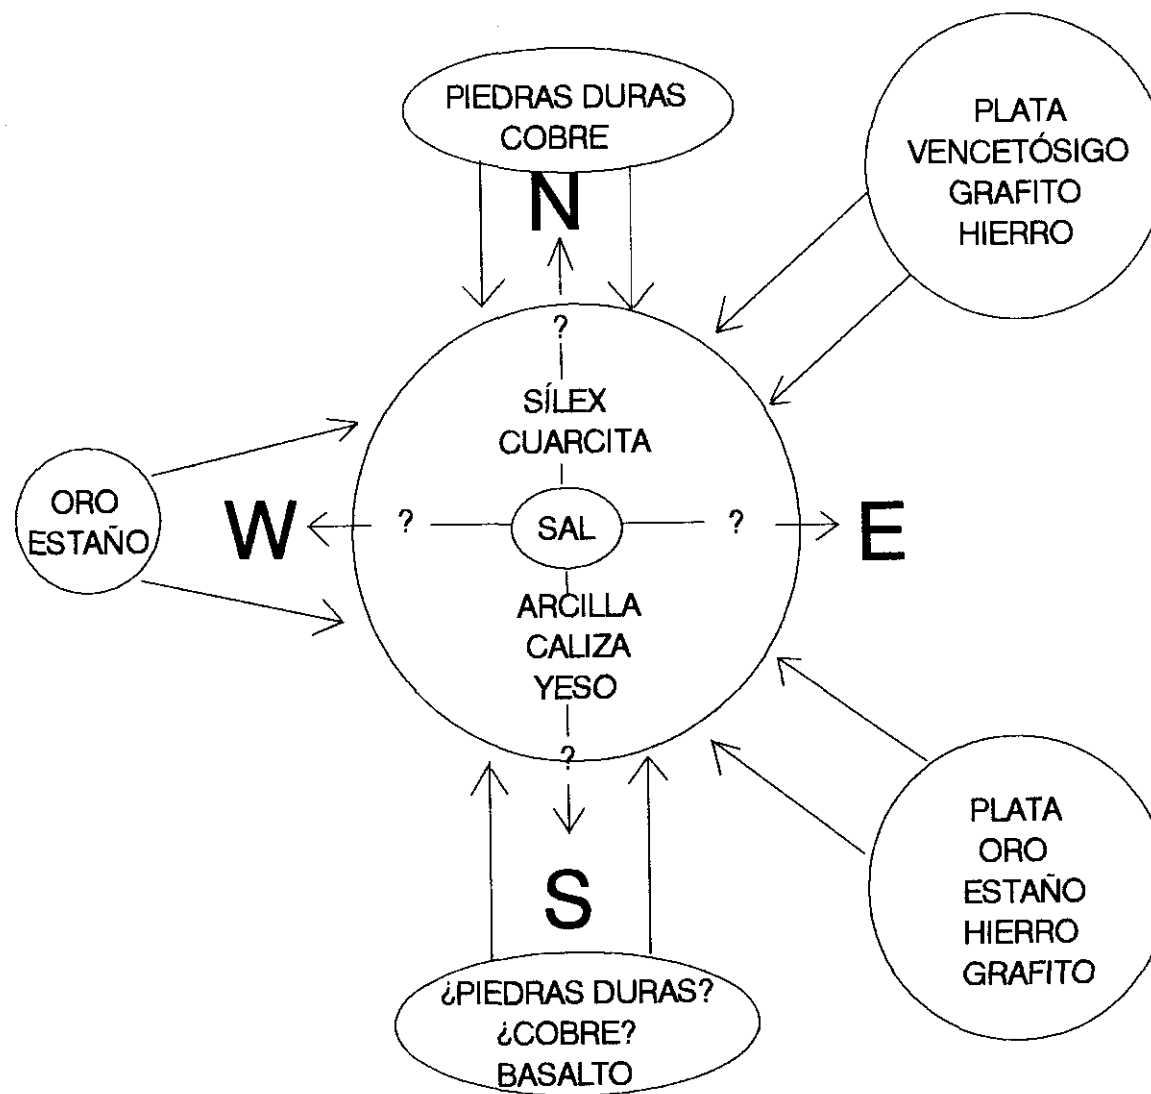 PIEDRAS DURAS
COBRE
PLATA
VENCETÓSIGO
GRAFITO
HIERRO
N
?
SÍLEX
CUARCITA
ORO
ESTAÑO
W
?
SAL
?
E
ARCILLA
CALIZA
YESO
?
S
PLATA
ORO
ESTAÑO
HIERRO
GRAFITO
¿PIEDRAS DURAS?
¿COBRE?
BASALTO